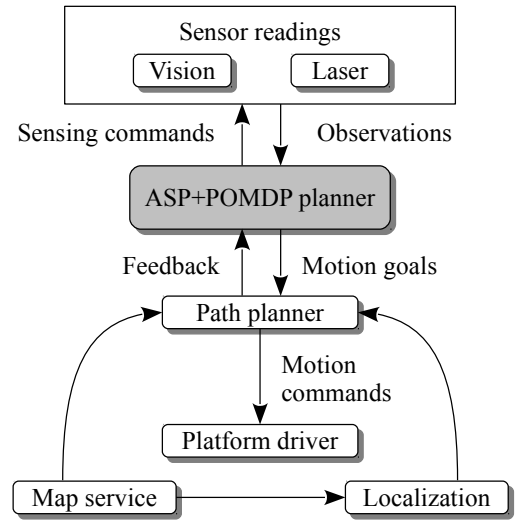 Sensor readings
Vision
Laser
Sensing commands
Observations
ASP+POMDP planner
Feedback
Motion goals
Path planner
Motion
commands
Platform driver
Map service
Localization